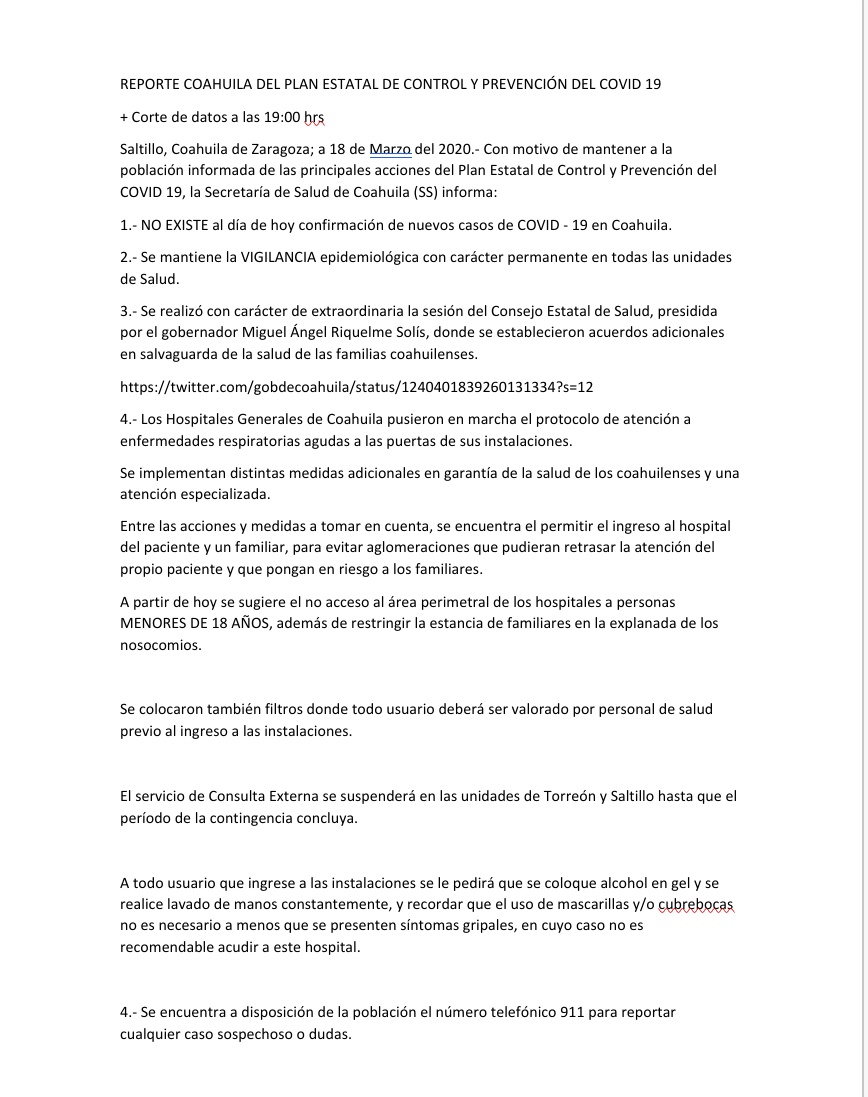 REPORTE COAHUILA DEL PLAN ESTATAL DE CONTROL Y PREVENCIÓN DEL COVID 19
+ Corte de datos a las 19:00 hrs
Saltillo, Coahuila de Zaragoza; a 18 de Marzo del 2020.- Con motivo de mantener a la
población informada de las principales acciones del Plan Estatal de Control y Prevención del
COVID 19, la Secretaría de Salud de Coahuila (SS) informa:
1.- NO EXISTE al día de hoy confirmación de nuevos casos de COVID - 19 en Coahuila.
2.- Se mantiene la VIGILANCIA epidemiológica con carácter permanente en todas las unidades
de Salud.
3.- Se realizó con carácter de extraordinaria la sesión del Consejo Estatal de Salud, presidida
por el gobernador Miguel Ángel Riquelme Solís, donde se establecieron acuerdos adicionales
en salvaguarda de la salud de las familias coahuilenses.
https://twitter.com/gobdecoahuila/status/1240401839260131334?s=12
4.- Los Hospitales Generales de Coahuila pusieron en marcha el protocolo de atención a
enfermedades respiratorias agudas a las puertas de sus instalaciones.
Se implementan distintas medidas adicionales en garantía de la salud de los coahuilenses y una
atención especializada.
Entre las acciones y medidas a tomar en cuenta, se encuentra el permitir el ingreso al hospital
del paciente y un familiar, para evitar aglomeraciones que pudieran retrasar la atención del
propio paciente y que pongan en riesgo a los familiares.
A partir de hoy se sugiere el no acceso al área perimetral de los hospitales a personas
MENORES DE 18 AÑOS, además de restringir la estancia de familiares en la explanada de los
nosocomios.
Se colocaron también filtros donde todo usuario deberá ser valorado por personal de salud
previo al ingreso a las instalaciones.
El servicio de Consulta Externa se suspenderá en las unidades de Torreón y Saltillo hasta que el
período de la contingencia concluya.
A todo usuario que ingrese a las instalaciones se le pedirá que se coloque alcohol en gel y se
realice lavado de manos constantemente, y recordar que el uso de mascarillas y/o cubrebocas
no es necesario a menos que se presenten síntomas gripales, en cuyo caso no es
recomendable acudir a este hospital.
4.- Se encuentra a disposición de la población el número telefónico 911 para reportar
cualquier caso sospechoso o dudas.